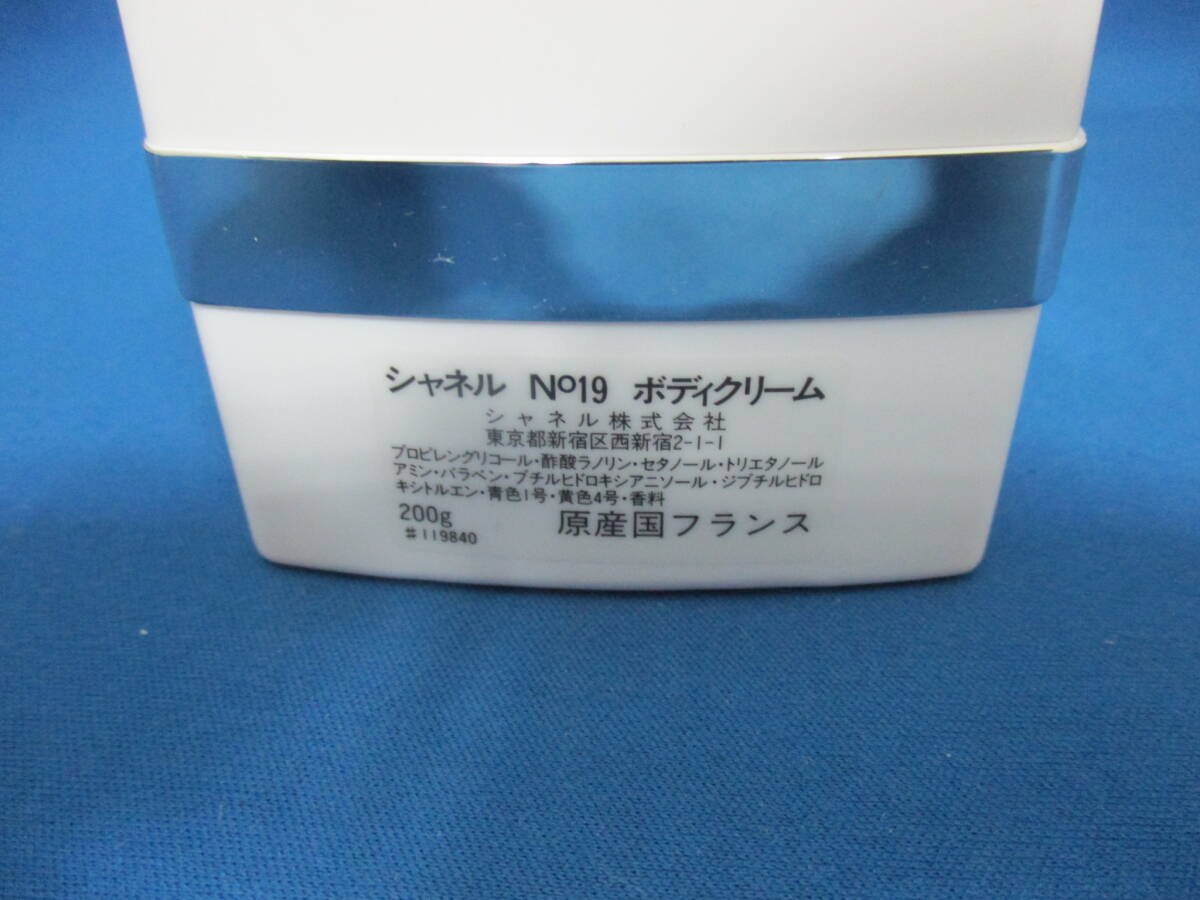 シャネル Nº19 ボディクリーム
シャネル株式会社
東京都新宿区西新宿2-1-1
プロピレングリコール・酢酸ラノリン・セタノール・トリエタノール
アミン・パラベン・ブチルヒドロキシアニソール・ジブチルヒドロ
キシトルエン・青色1号・黄色4号・香料
200g 原産国フランス
#119840